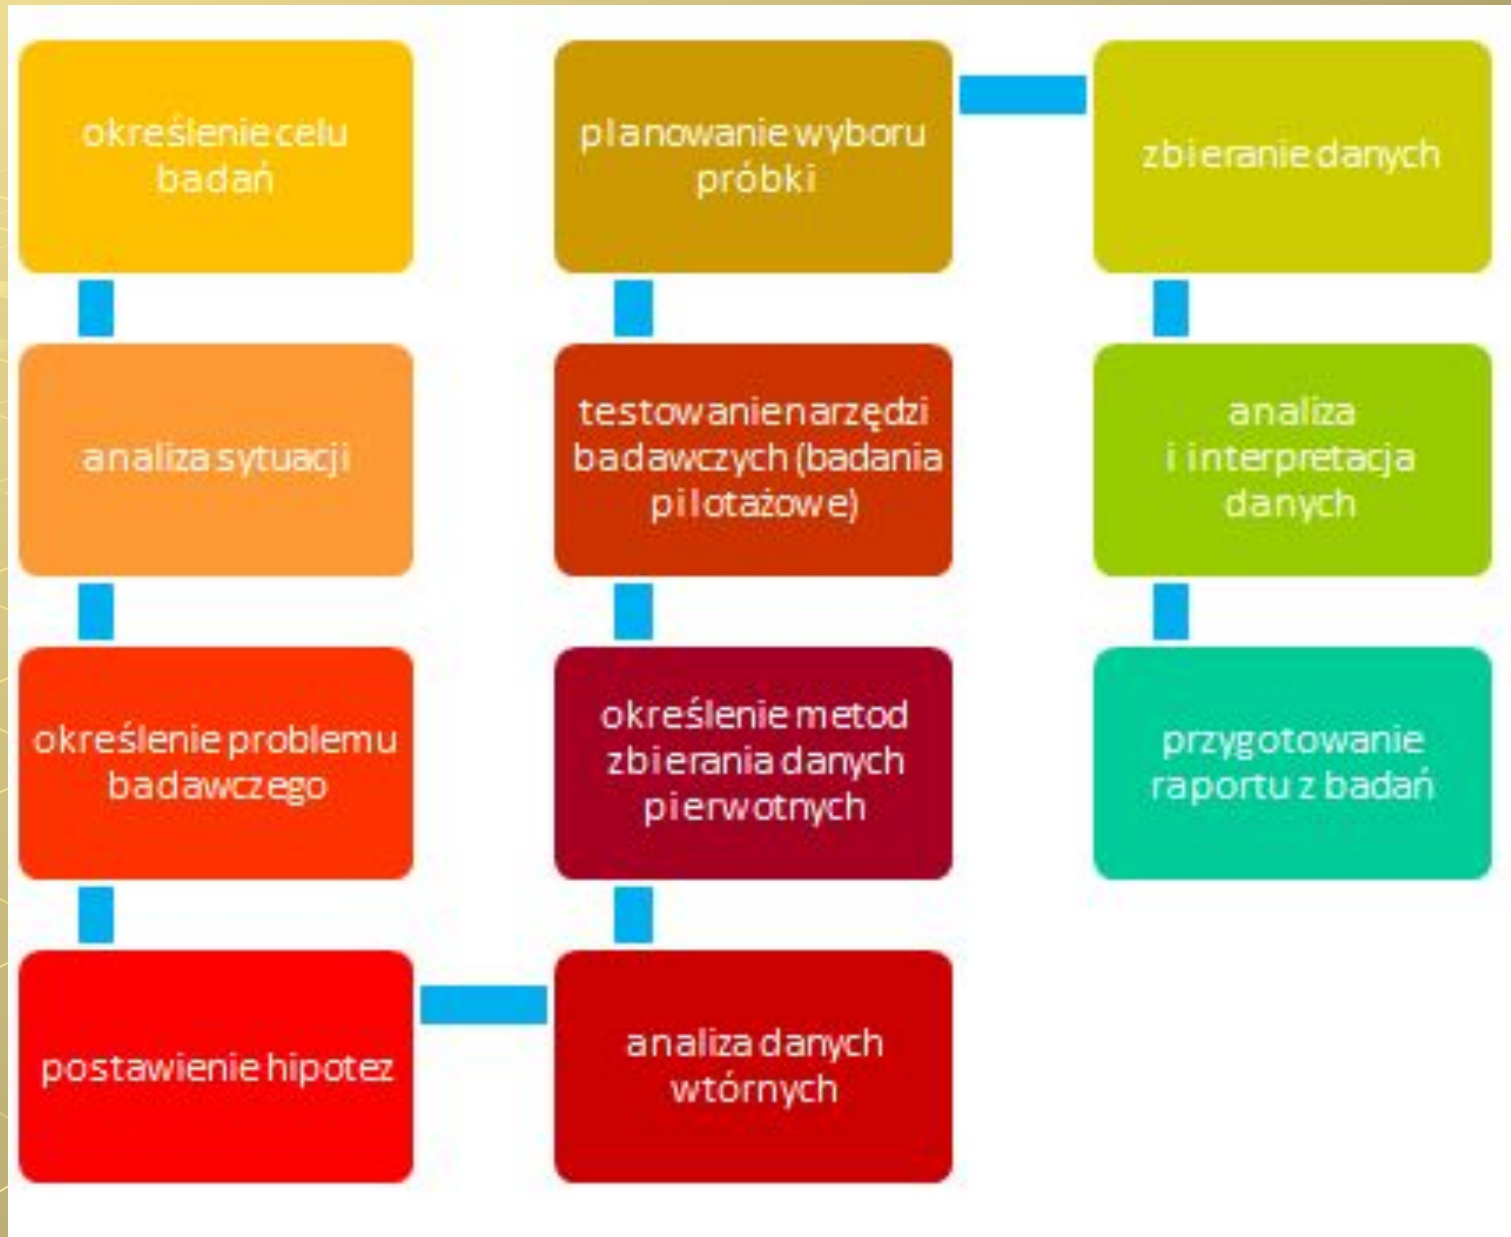 określenie celu
badań
analiza sytuacji
określenie problemu
badawczego
postawienie hipotez
analiza danych
wtórnych
określenie metod
zbierania danych
pierwotnych
testowanie narzędzi
badawczych (badania
pilotażowe)
planowanie wyboru
próbki
zbieranie danych
analiza
i interpretacja
danych
przygotowanie
raportu z badań